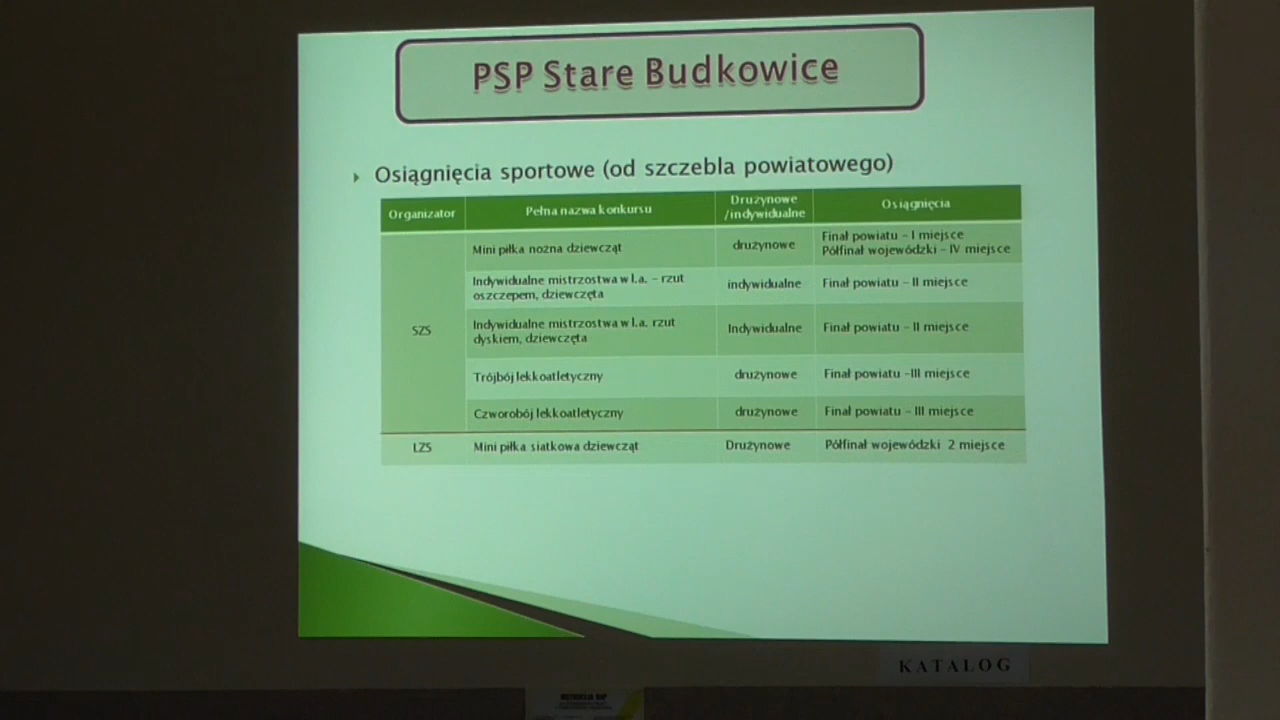 PSP Stare Budkowice
Osiągnięcia sportowe (od szczebla powiatowego)
Organizator
Pełna nazwa konkursu
Drużynowe
/indywidualne
Osiągnięcia
SZS
Mini piłka nożna dziewcząt
drużynowe
Finał powiatu – I miejsce
Półfinał wojewódzki – IV miejsce
Indywidualne mistrzostwa w l.a. – rzut
oszczepem, dziewczęta
indywidualne
Finał powiatu – II miejsce
Indywidualne mistrzostwa w l.a. rzut
dyskiem, dziewczęta
Indywidualne
Finał powiatu – II miejsce
Trójbój lekkoatletyczny
drużynowe
Finał powiatu –III miejsce
Czworobój lekkoatletyczny
drużynowe
Finał powiatu – III miejsce
LZS
Mini piłka siatkowa dziewcząt
Drużynowe
Półfinał wojewódzki 2 miejsce
KATALOG